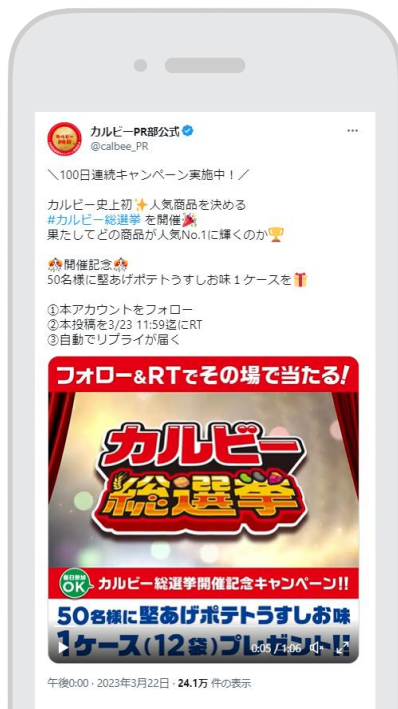 カルビーPR部公式
@calbee_PR
＼100日連続キャンペーン実施中！／
カルビー史上初✨人気商品を決める
#カルビー総選挙 を開催🎉
果たしてどの商品が人気No.1に輝くのか🏆
🎊開催記念🎊
50名様に堅あげポテトうすしお味１ケースを🎁
①本アカウントをフォロー
②本投稿を3/23 11:59迄にRT
③自動でリプライが届く
フォロー&RTでその場で当たる!
カルビー
総選挙
毎日参加
OK
カルビー総選挙開催記念キャンペーン!!
50名様に堅あげポテトうすしお味
1ケース(12袋)プレゼント!!
0:05 / 1:06
午後0:00 · 2023年3月22日 · 24.1万 件の表示